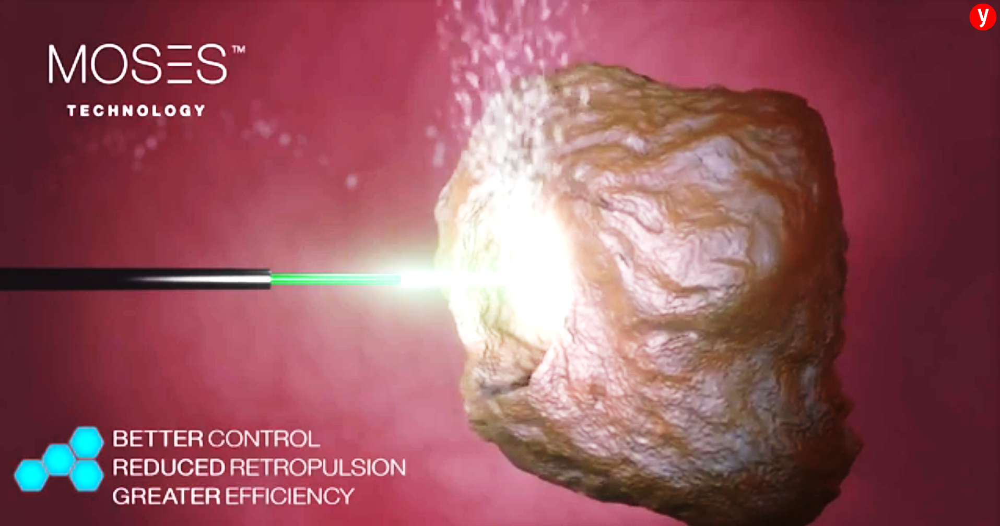 MOSES™
TECHNOLOGY
y
BETTER CONTROL
REDUCED RETROPULSION
GREATER EFFICIENCY